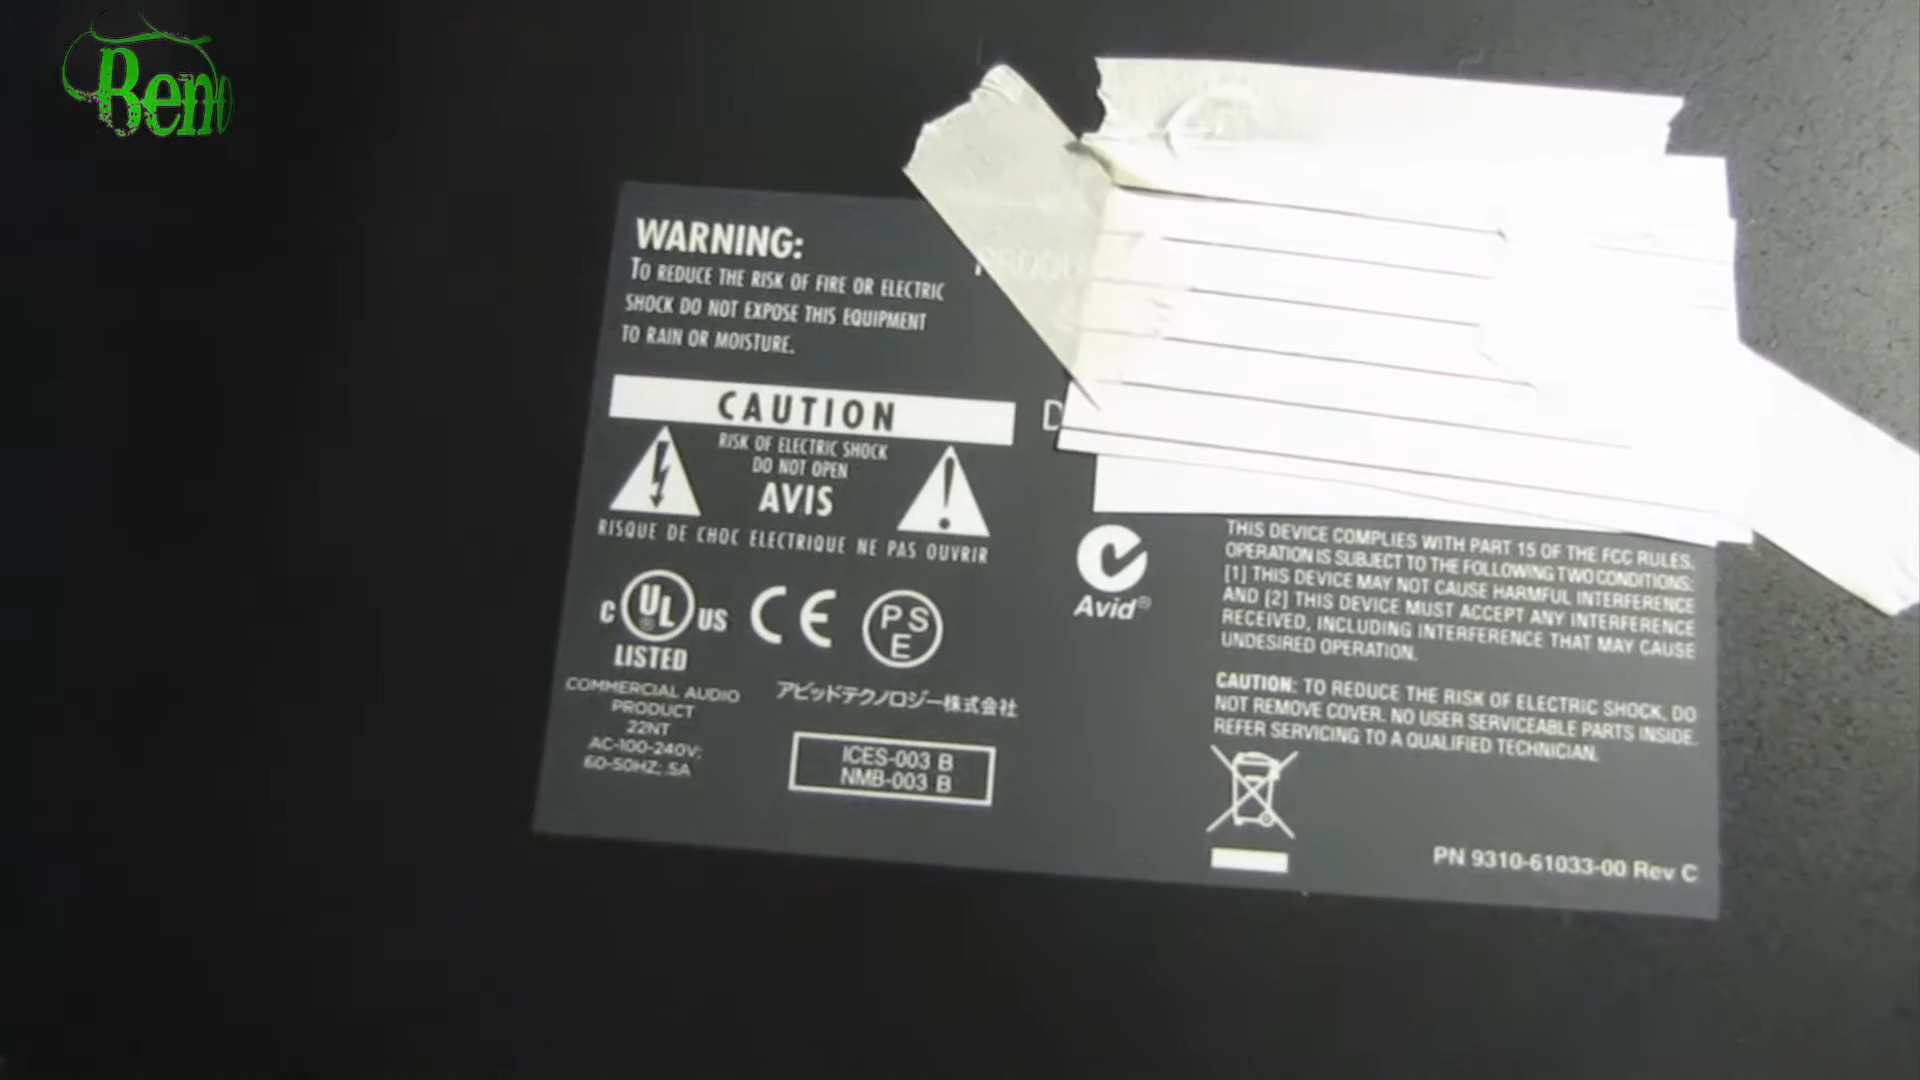 Beno
WARNING:
TO REDUCE THE RISK OF FIRE OR ELECTRIC
SHOCK DO NOT EXPOSE THIS EQUIPMENT
TO RAIN OR MOISTURE.
CAUTION
RISK OF ELECTRIC SHOCK
DO NOT OPEN
AVIS
RISQUE DE CHOC ELECTRIQUE NE PAS OUVRIR
C UL® US
LISTED
CE
PS
E
COMMERCIAL AUDIO
PRODUCT
22NT
AC-100-240V;
60-50HZ; .5A
アビッドテクノロジー株式会社
ICES-003 B
NMB-003 B
D
Avid®
THIS DEVICE COMPLIES WITH PART 15 OF THE FCC RULES.
OPERATION IS SUBJECT TO THE FOLLOWING TWO CONDITIONS:
[1] THIS DEVICE MAY NOT CAUSE HARMFUL INTERFERENCE
AND [2] THIS DEVICE MUST ACCEPT ANY INTERFERENCE
RECEIVED, INCLUDING INTERFERENCE THAT MAY CAUSE
UNDESIRED OPERATION.
CAUTION: TO REDUCE THE RISK OF ELECTRIC SHOCK, DO
NOT REMOVE COVER. NO USER SERVICEABLE PARTS INSIDE.
REFER SERVICING TO A QUALIFIED TECHNICIAN.
PN 9310-61033-00 Rev C